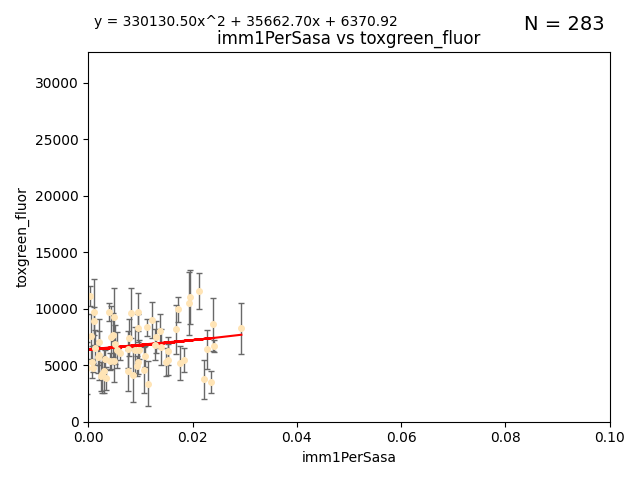 y = 330130.50x^2 + 35662.70x + 6370.92
N = 283
imm1PerSasa vs toxgreen_fluor
30000
25000
20000
15000
10000
5000
0
toxgreen_fluor
0.00 0.02 0.04 0.06 0.08 0.10
imm1PerSasa